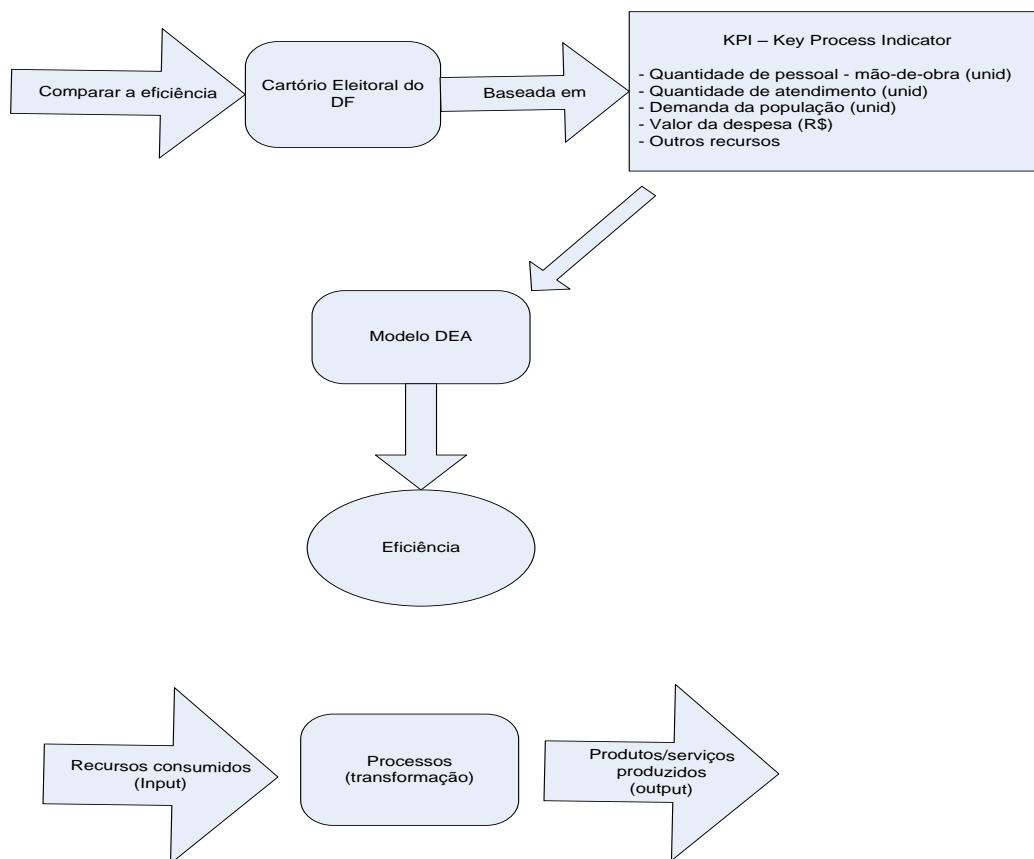 Comparar a eficiência
Cartório Eleitoral do
DF
Baseada em
KPI – Key Process Indicator
- Quantidade de pessoal - mão-de-obra (unid)
- Quantidade de atendimento (unid)
- Demanda da população (unid)
- Valor da despesa (R$)
- Outros recursos
Modelo DEA
Eficiência
Recursos consumidos
(Input)
Processos
(transformação)
Produtos/serviços
produzidos
(output)